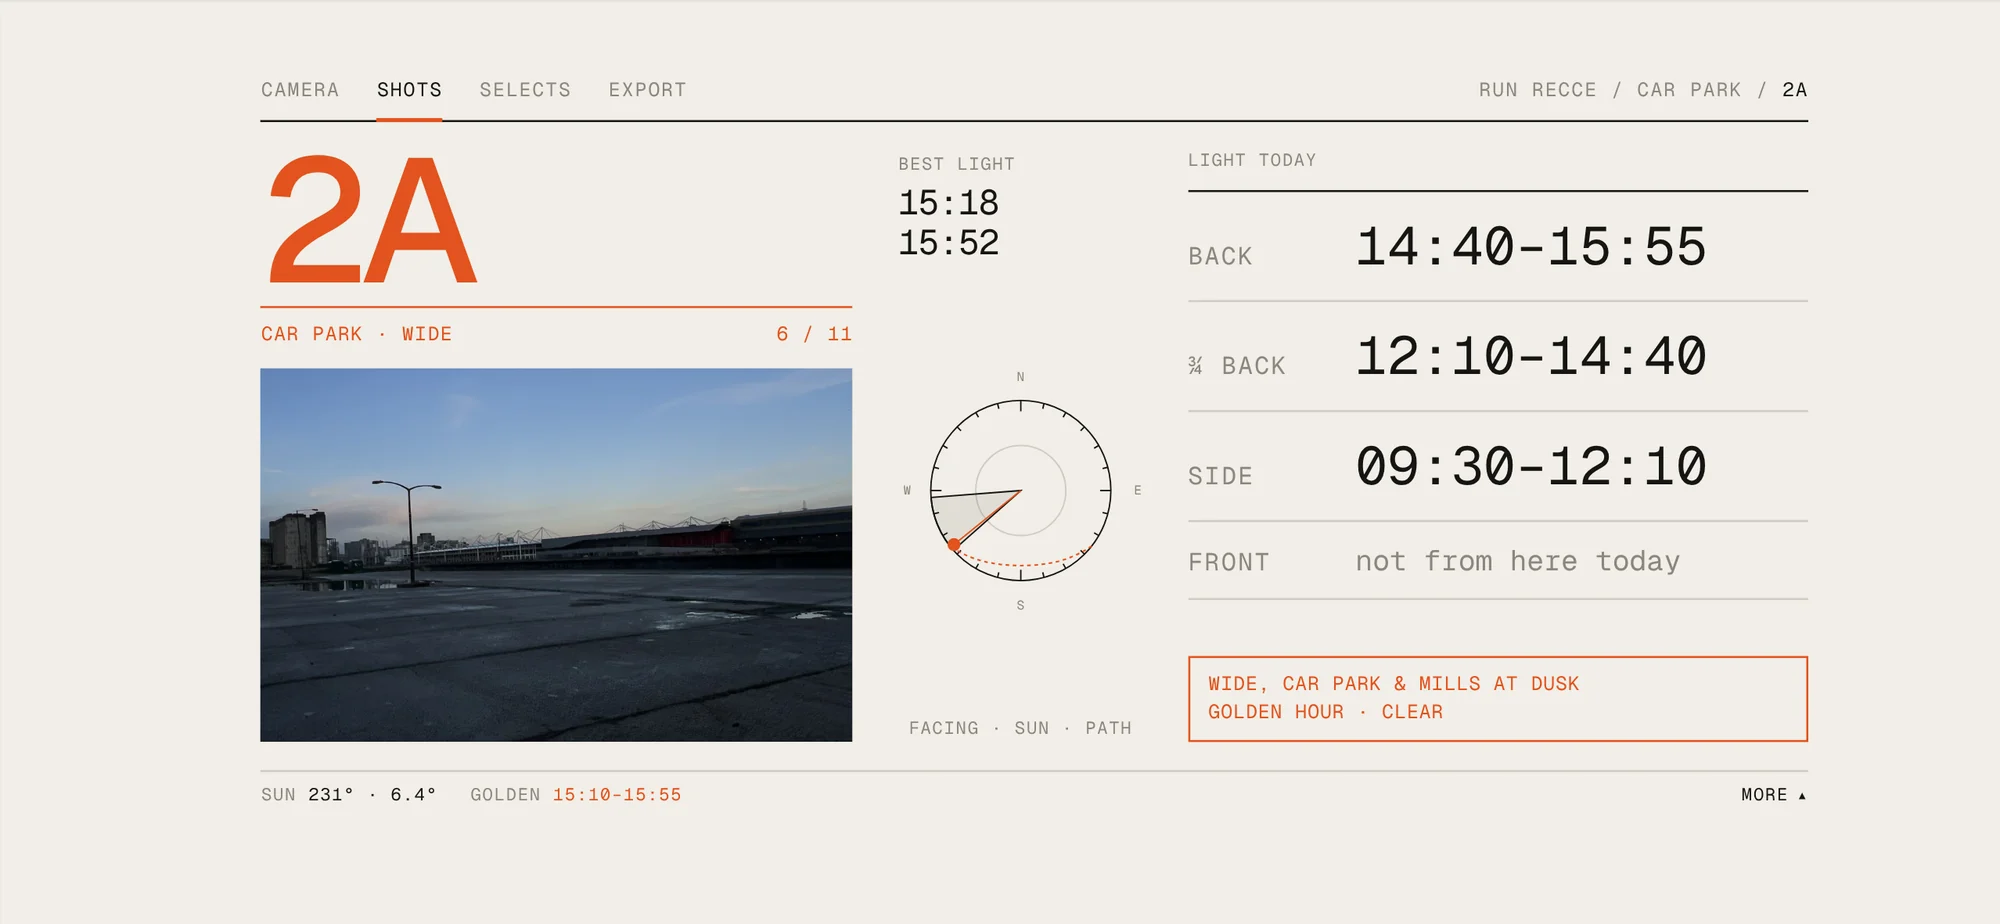 CAMERA SHOTS SELECTS EXPORT
RUN RECCE / CAR PARK / 2A
2A
CAR PARK · WIDE 6 / 11
BEST LIGHT
15:18
15:52
N
W E
S
FACING · SUN · PATH
LIGHT TODAY
BACK 14:40–15:55
¾ BACK 12:10–14:40
SIDE 09:30–12:10
FRONT not from here today
WIDE, CAR PARK & MILLS AT DUSK
GOLDEN HOUR · CLEAR
SUN 231° · 6.4° GOLDEN 15:10–15:55
MORE ▲